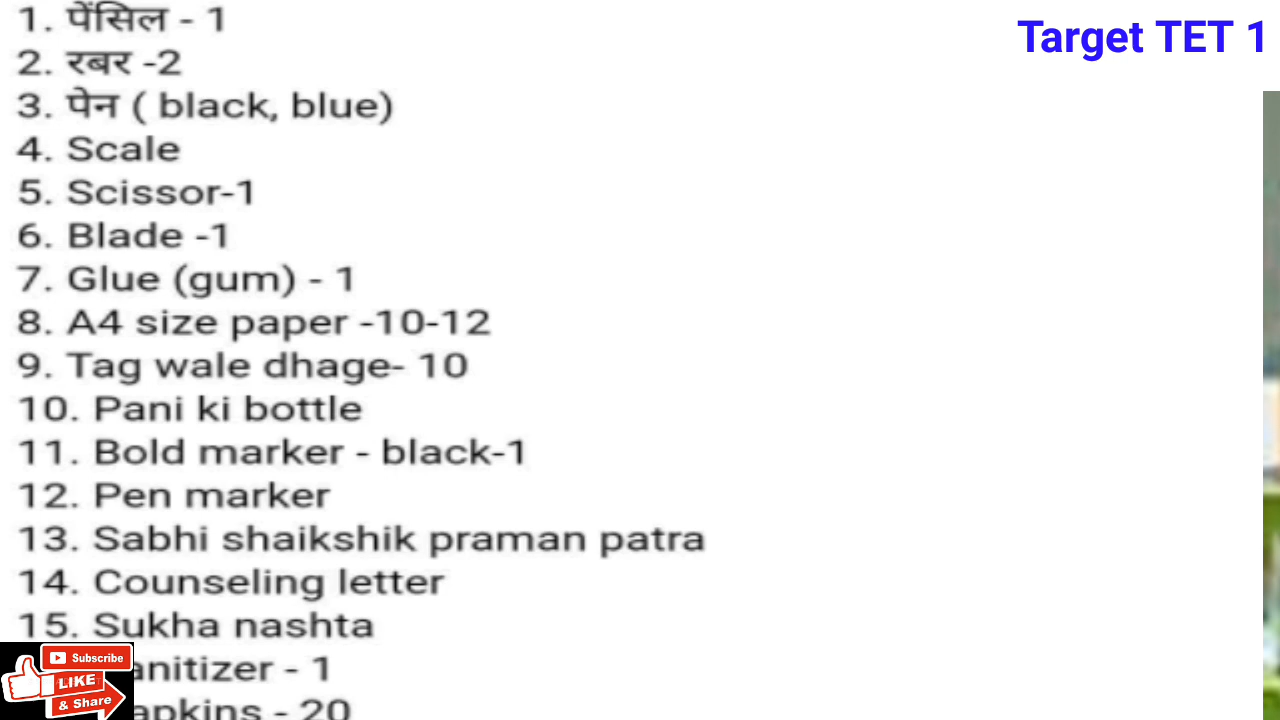 Target TET 1
1. पेंसिल - 1
2. रबर -2
3. पेन ( black, blue)
4. Scale
5. Scissor-1
6. Blade -1
7. Glue (gum) - 1
8. A4 size paper -10-12
9. Tag wale dhage- 10
10. Pani ki bottle
11. Bold marker - black-1
12. Pen marker
13. Sabhi shaikshik praman patra
14. Counseling letter
15. Sukha nashta
anitizer - 1
apkins - 20
Subscribe
LIKE
& Share